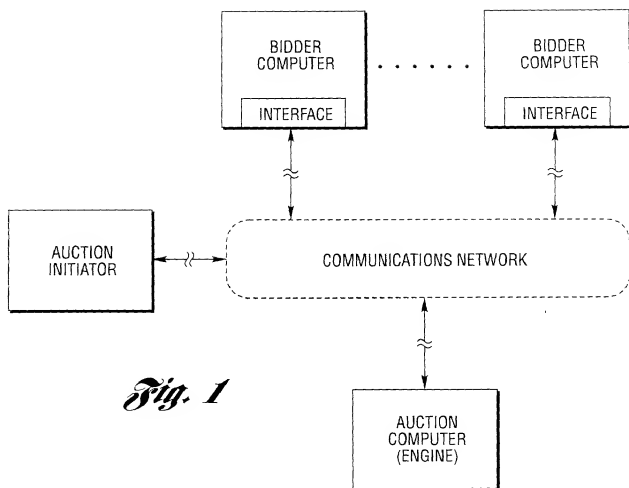 BIDDER
COMPUTER
INTERFACE
BIDDER
COMPUTER
INTERFACE
AUCTION
INITIATOR
COMMUNICATIONS NETWORK
Fig. 1
AUCTION
COMPUTER
(ENGINE)